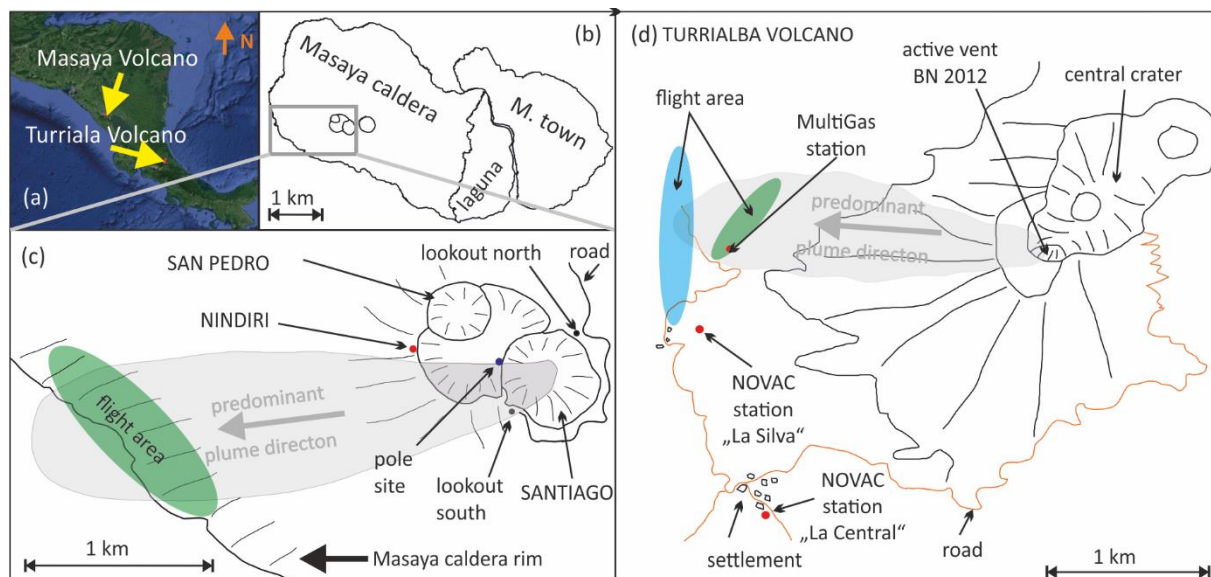 N
Masaya Volcano
Turriala Volcano
(a)
(b)
Masaya caldera
M. town
laguna
1 km
(c)
SAN PEDRO
lookout north
road
NINDIRI
flight area
predominant
plume directon
pole
site
lookout
south
SANTIAGO
1 km
Masaya caldera rim
(d) TURRIALBA VOLCANO
active vent
BN 2012
central crater
flight area
MultiGas
station
predominant
plume directon
NOVAC
station
„La Silva“
NOVAC
station
„La Central“
settlement
road
1 km